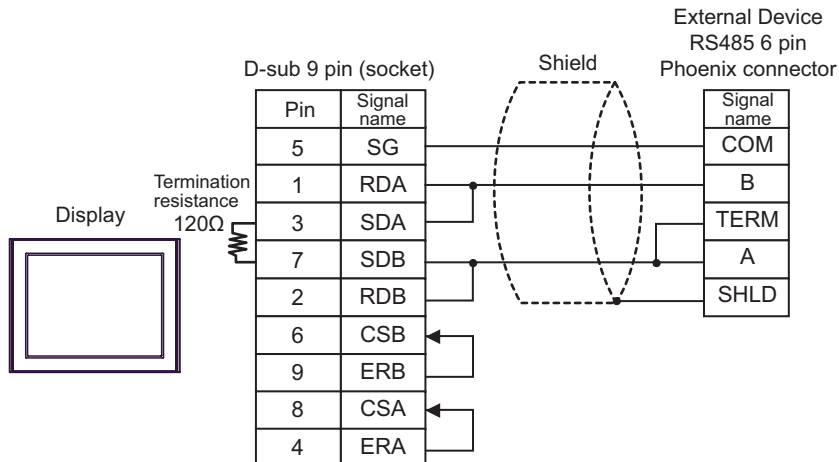 External Device
RS485 6 pin
Phoenix connector
D-sub 9 pin (socket)
Shield
Pin
Signal
name
Signal
name
5
SG
COM
1
RDA
B
Termination
resistance
120Ω
3
SDA
TERM
Display
7
SDB
A
2
RDB
SHLD
6
CSB
9
ERB
8
CSA
4
ERA